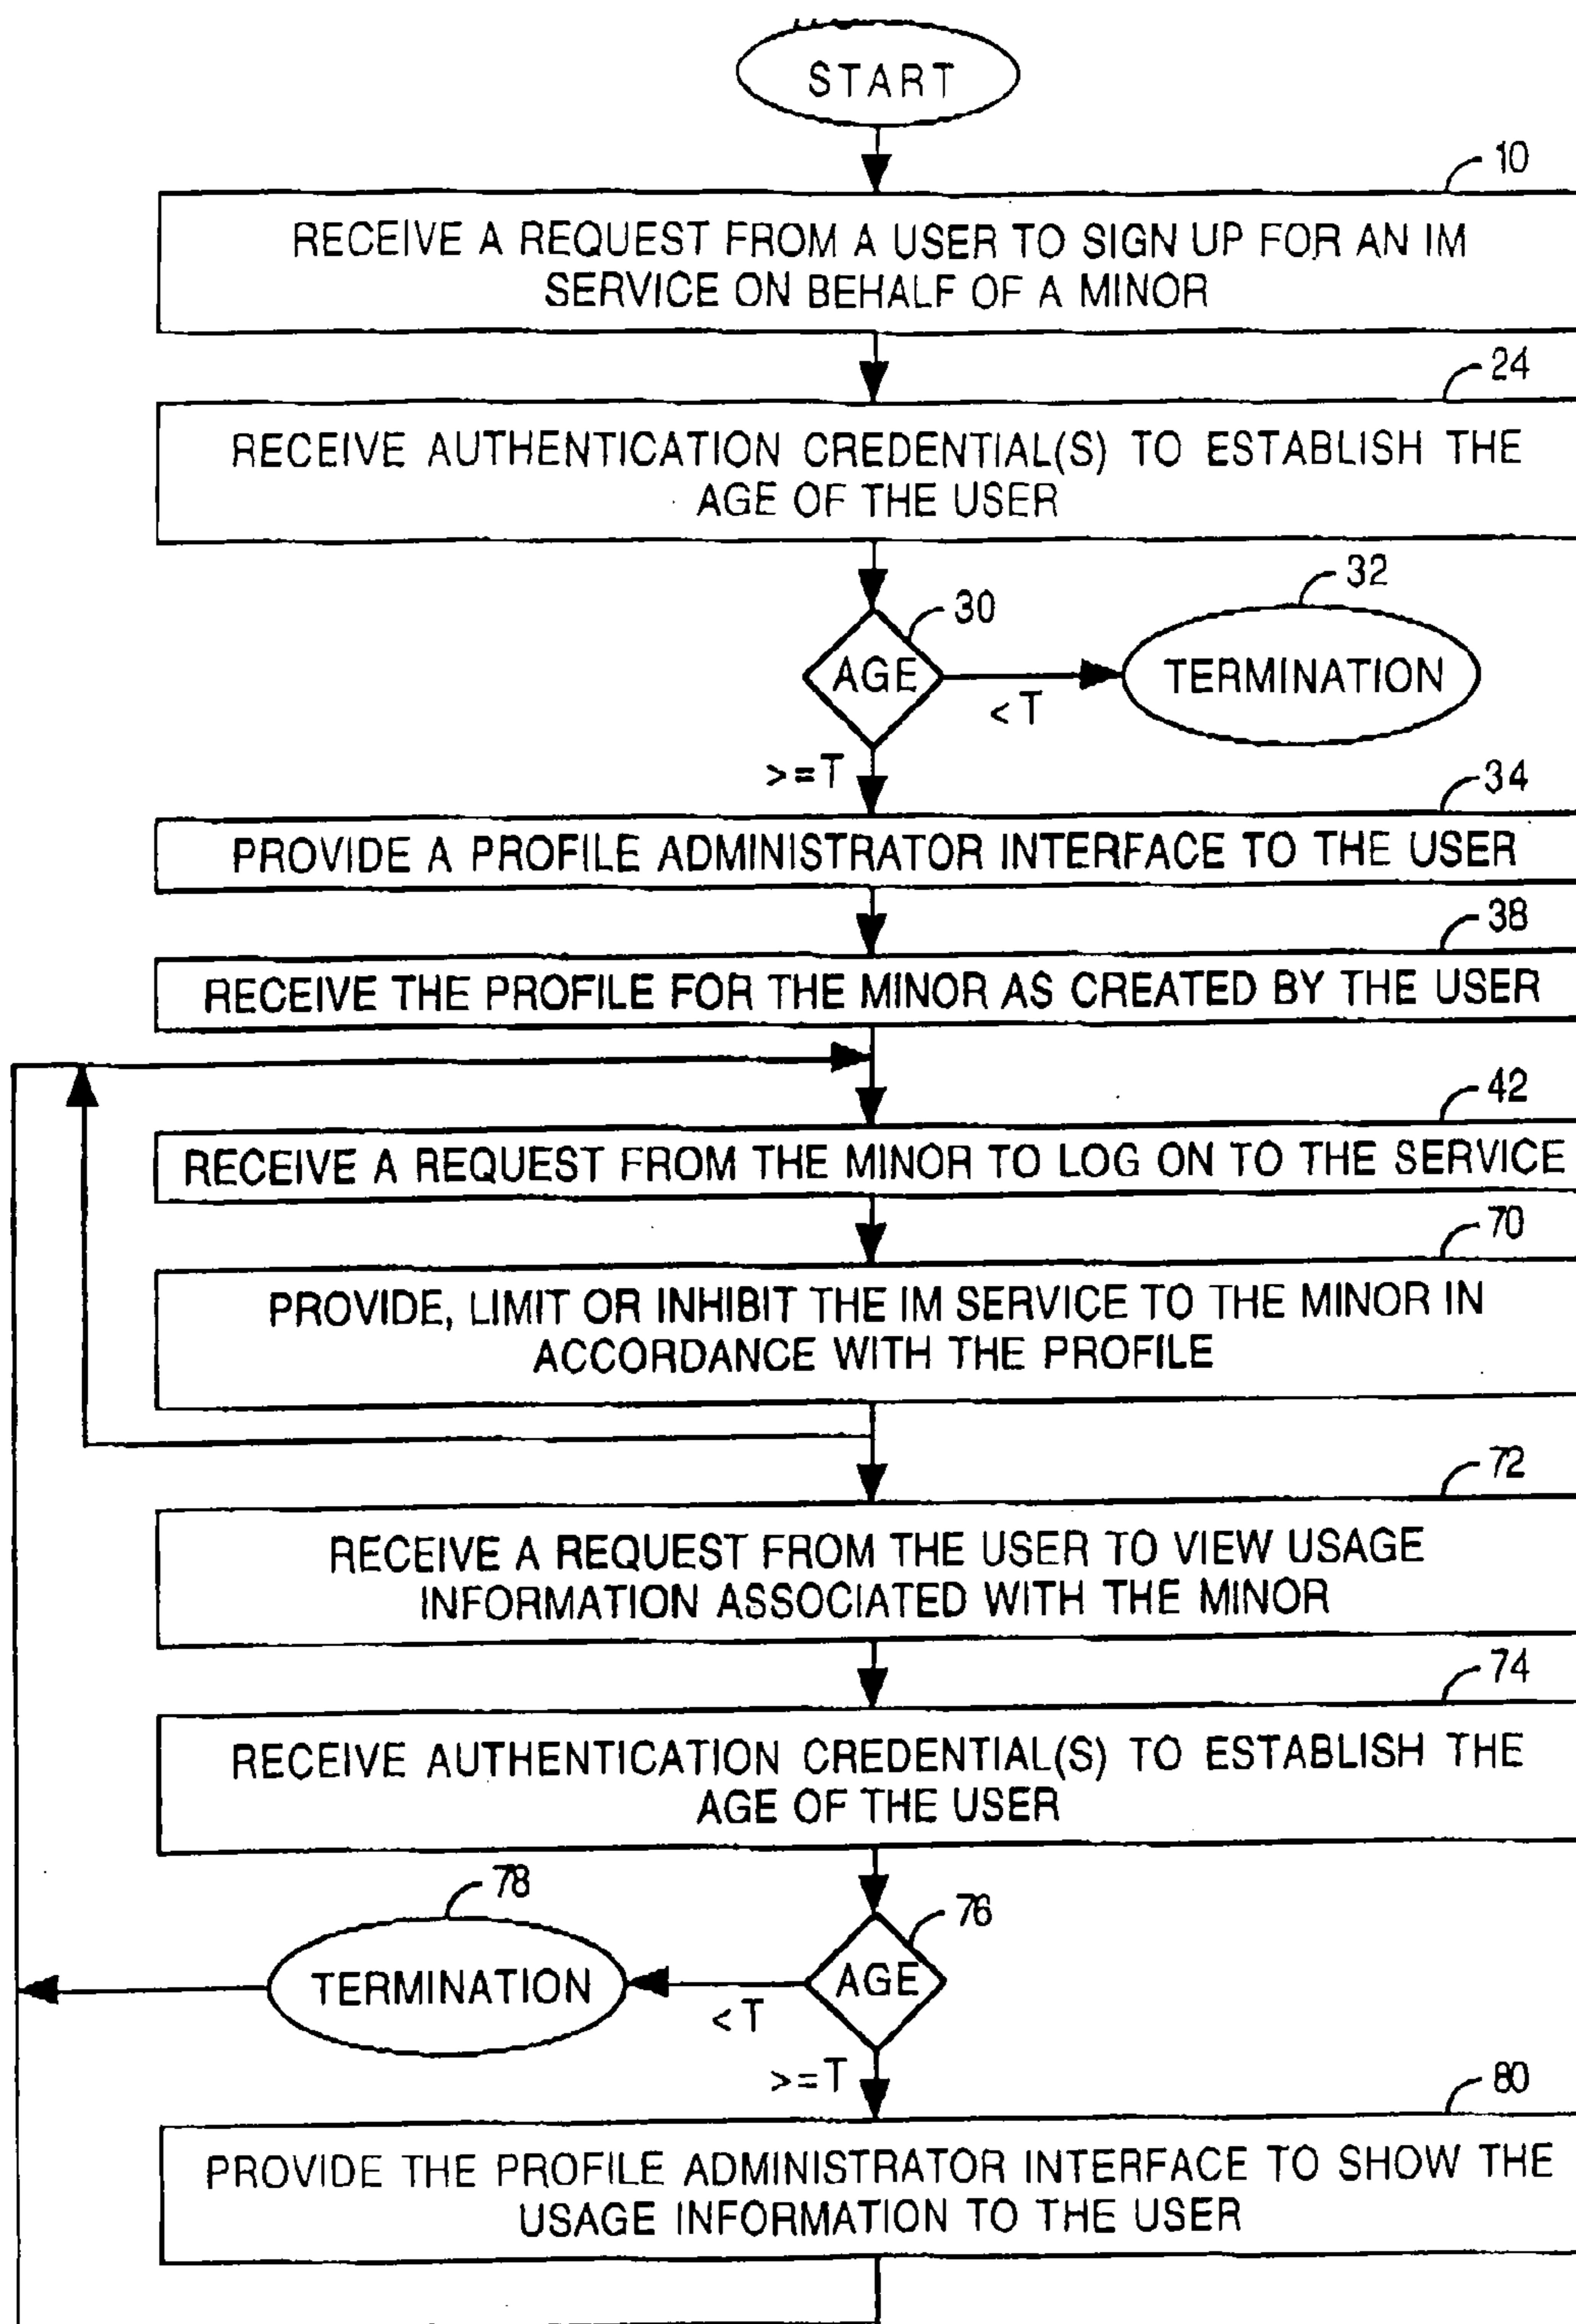 START
10
RECEIVE A REQUEST FROM A USER TO SIGN UP FOR AN IM
SERVICE ON BEHALF OF A MINOR
24
RECEIVE AUTHENTICATION CREDENTIAL(S) TO ESTABLISH THE
AGE OF THE USER
30
32
AGE
TERMINATION
<T
>=T
34
PROVIDE A PROFILE ADMINISTRATOR INTERFACE TO THE USER
38
RECEIVE THE PROFILE FOR THE MINOR AS CREATED BY THE USER
42
RECEIVE A REQUEST FROM THE MINOR TO LOG ON TO THE SERVICE
70
PROVIDE, LIMIT OR INHIBIT THE IM SERVICE TO THE MINOR IN
ACCORDANCE WITH THE PROFILE
72
RECEIVE A REQUEST FROM THE USER TO VIEW USAGE
INFORMATION ASSOCIATED WITH THE MINOR
74
RECEIVE AUTHENTICATION CREDENTIAL(S) TO ESTABLISH THE
AGE OF THE USER
78
76
TERMINATION
AGE
<T
>=T
80
PROVIDE THE PROFILE ADMINISTRATOR INTERFACE TO SHOW THE
USAGE INFORMATION TO THE USER